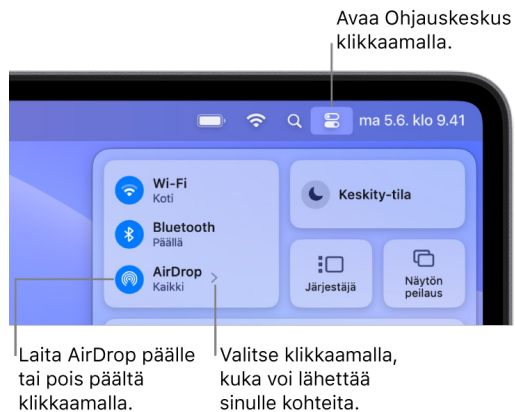 Avaa Ohjauskeskus
klikkaamalla.
ma 5.6. klo 9.41
Wi-Fi
Koti
Bluetooth
Päällä
AirDrop
Kaikki
Keskity-tila
Järjestäjä
Näytön
peilaus
Laita AirDrop päälle
tai pois päältä
klikkaamalla.
Valitse klikkaamalla,
kuka voi lähettää
sinulle kohteita.